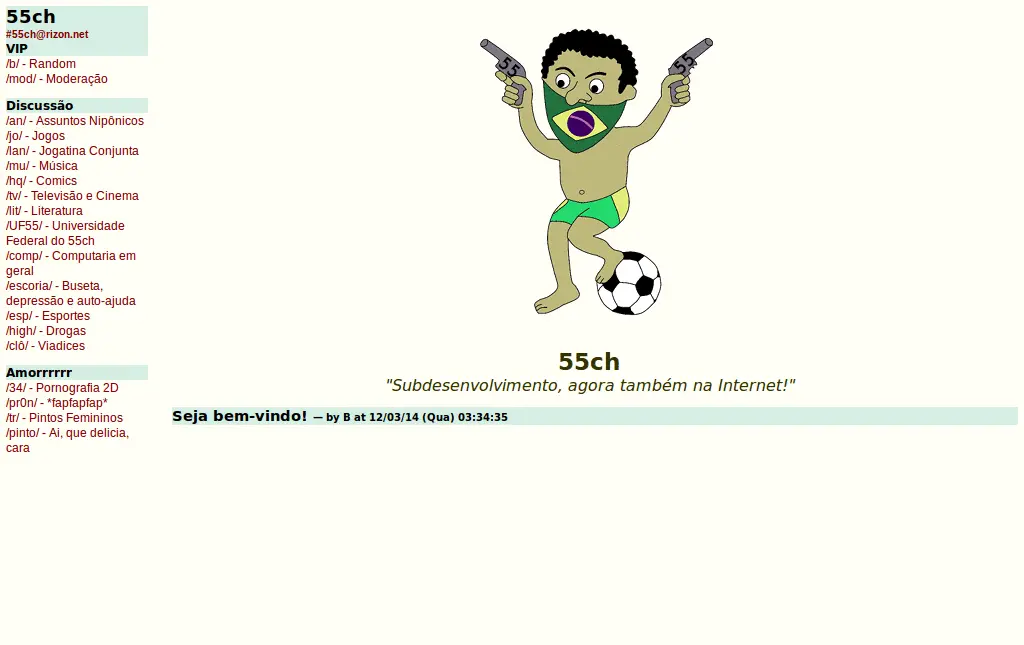 55ch
#55ch@rizon.net
VIP
/b/ - Random
/mod/ - Moderação
Discussão
/an/ - Assuntos Nipônicos
/jo/ - Jogos
/lan/ - Jogatina Conjunta
/mu/ - Música
/hq/ - Comics
/tv/ - Televisão e Cinema
/lit/ - Literatura
/UF55/ - Universidade
Federal do 55ch
/comp/ - Computaria em
geral
/escoria/ - Buseta,
depressão e auto-ajuda
/esp/ - Esportes
/high/ - Drogas
/clô/ - Viadices
Amorrrrrr
/34/ - Pornografia 2D
/pr0n/ - *fapfapfap*
/tr/ - Pintos Femininos
/pinto/ - Ai, que delicia,
cara
55
55
55ch
"Subdesenvolvimento, agora também na Internet!"
Seja bem-vindo! — by B at 12/03/14 (Qua) 03:34:35